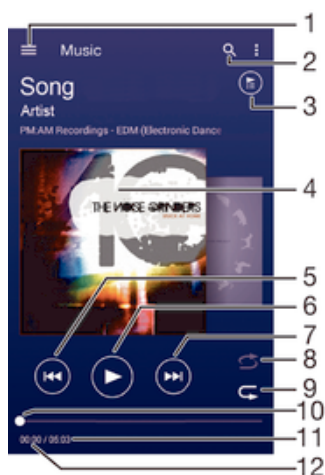 Music
Song
Artist
PM:AM Recordings - EDM (Electronic Dance
THE NOISE GRINDERS
00:00 / 05:03
1
2
3
4
5
6
7
8
9
10
11
12